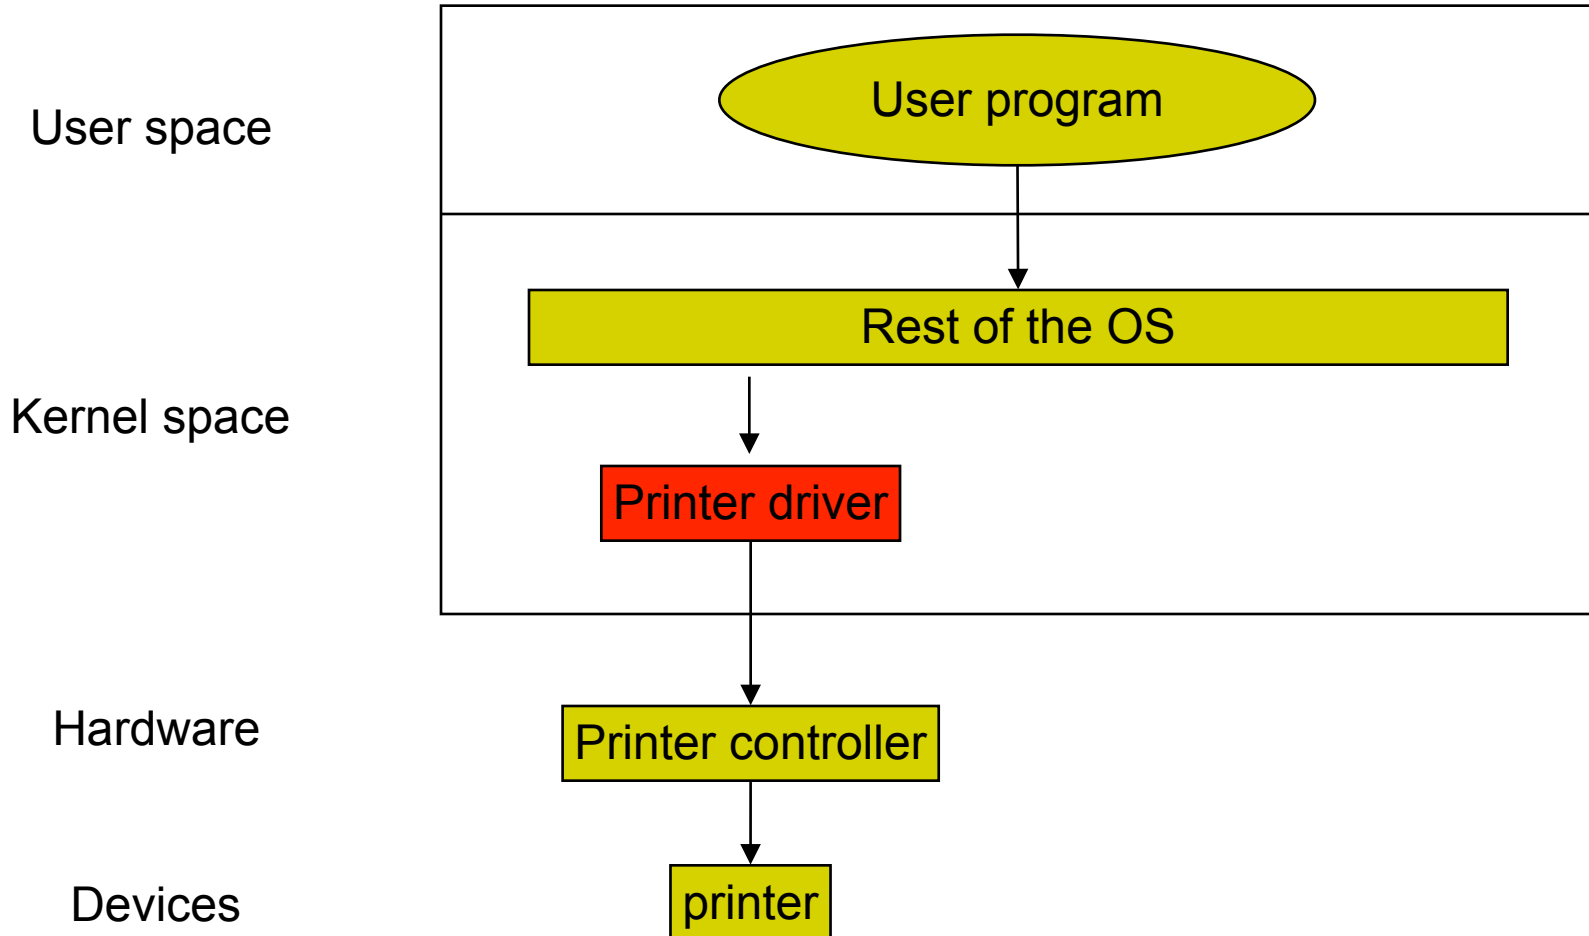 User space
User program
Rest of the OS
Kernel space
Printer driver
Hardware
Printer controller
Devices
printer